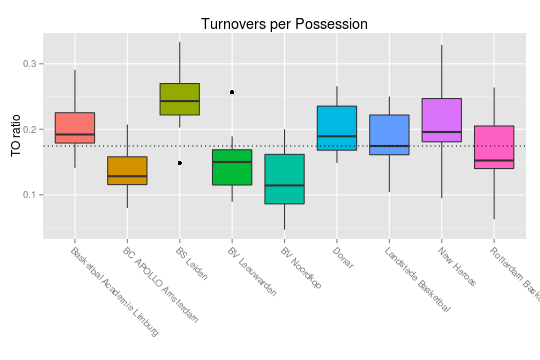 Turnovers per Possession
TO ratio
0.3
0.2
0.1
Basketbal Academie Limburg
BC APOLLO Amsterdam
BS Leiden
BV Leeuwarden
BV Noordkop
Donar
Landstede Basketbal
New Heroes
Rotterdam Bask